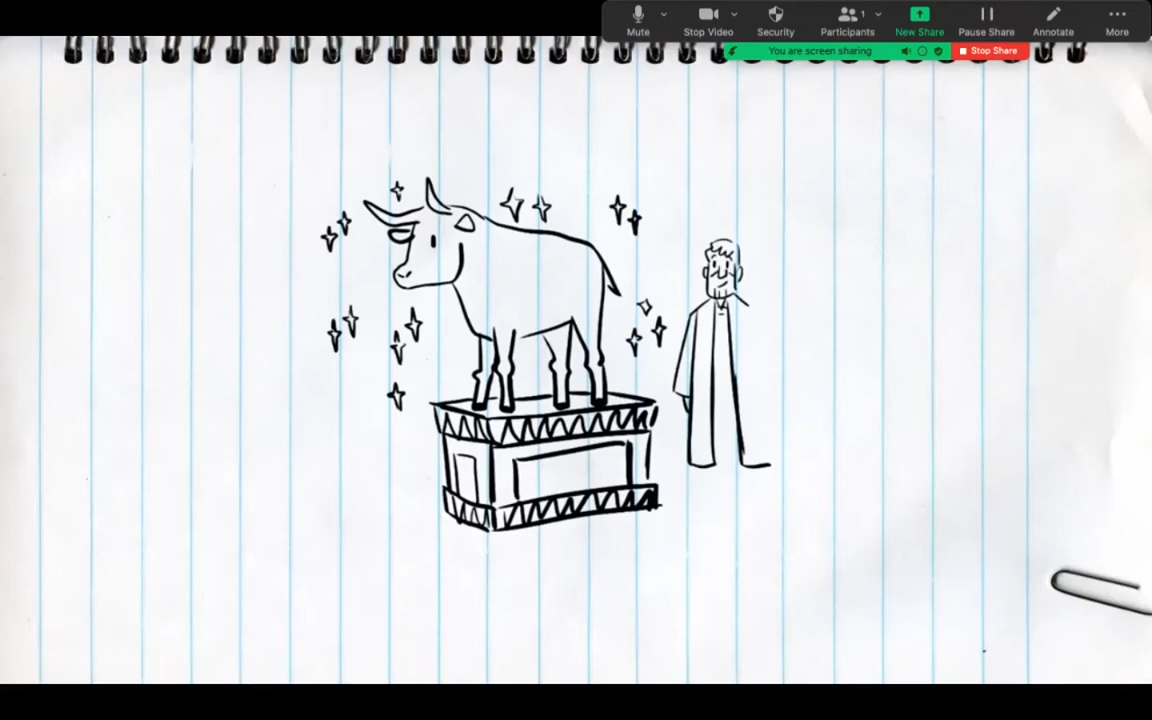 Mute
Stop Video
Security
1
Participants
New Share
Pause Share
Annotate
More
You are screen sharing
Stop Share